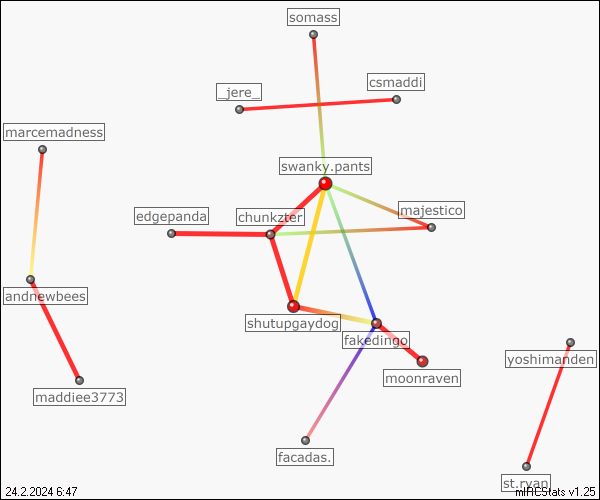 somass
csmaddi
_jere_
marcemadness
swanky.pants
edgepanda
chunkzter
majestico
andnewbees
shutupgaydog
fakedingo
yoshimanden
moonraven
maddiee3773
facadas.
st.ryan
24.2.2024 6:47
mIRCStats v1.25